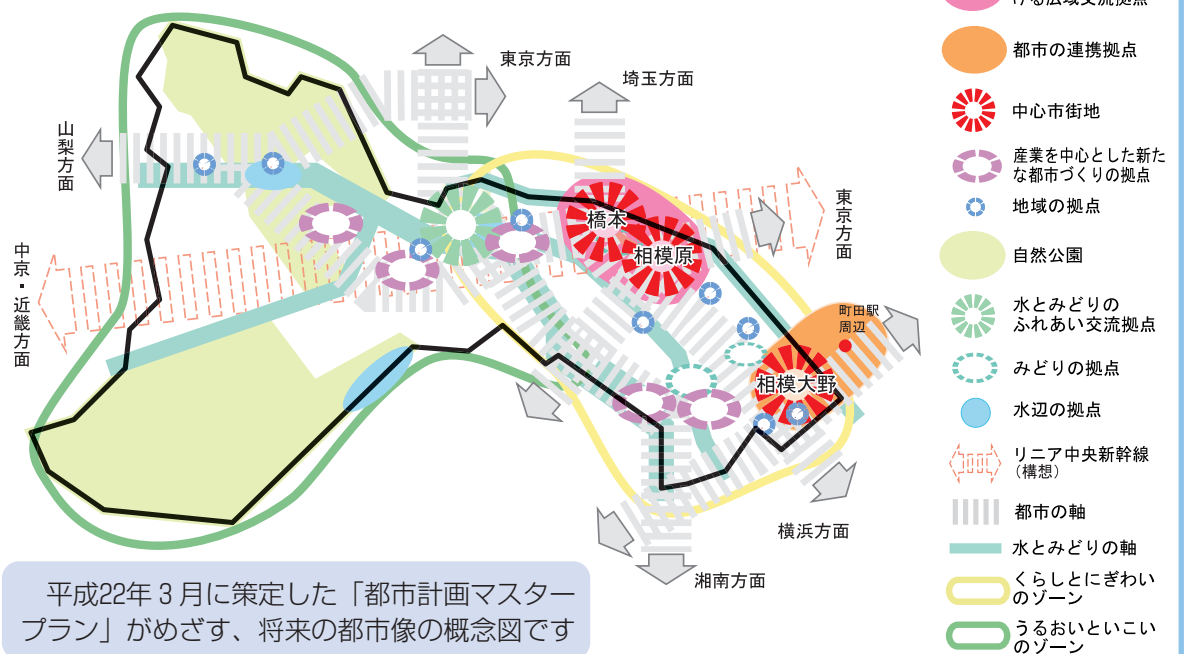 東京方面
埼玉方面
山梨方面
中京・近畿方面
東京方面
橋本
相模原
町田駅
周辺
相模大野
横浜方面
湘南方面
平成22年３月に策定した「都市計画マスター
プラン」がめざす、将来の都市像の概念図です
ける広域交流拠点
都市の連携拠点
中心市街地
産業を中心とした新た
な都市づくりの拠点
地域の拠点
自然公園
水とみどりの
ふれあい交流拠点
みどりの拠点
水辺の拠点
リニア中央新幹線
（構想）
都市の軸
水とみどりの軸
くらしとにぎわい
のゾーン
うるおいといこい
のゾーン